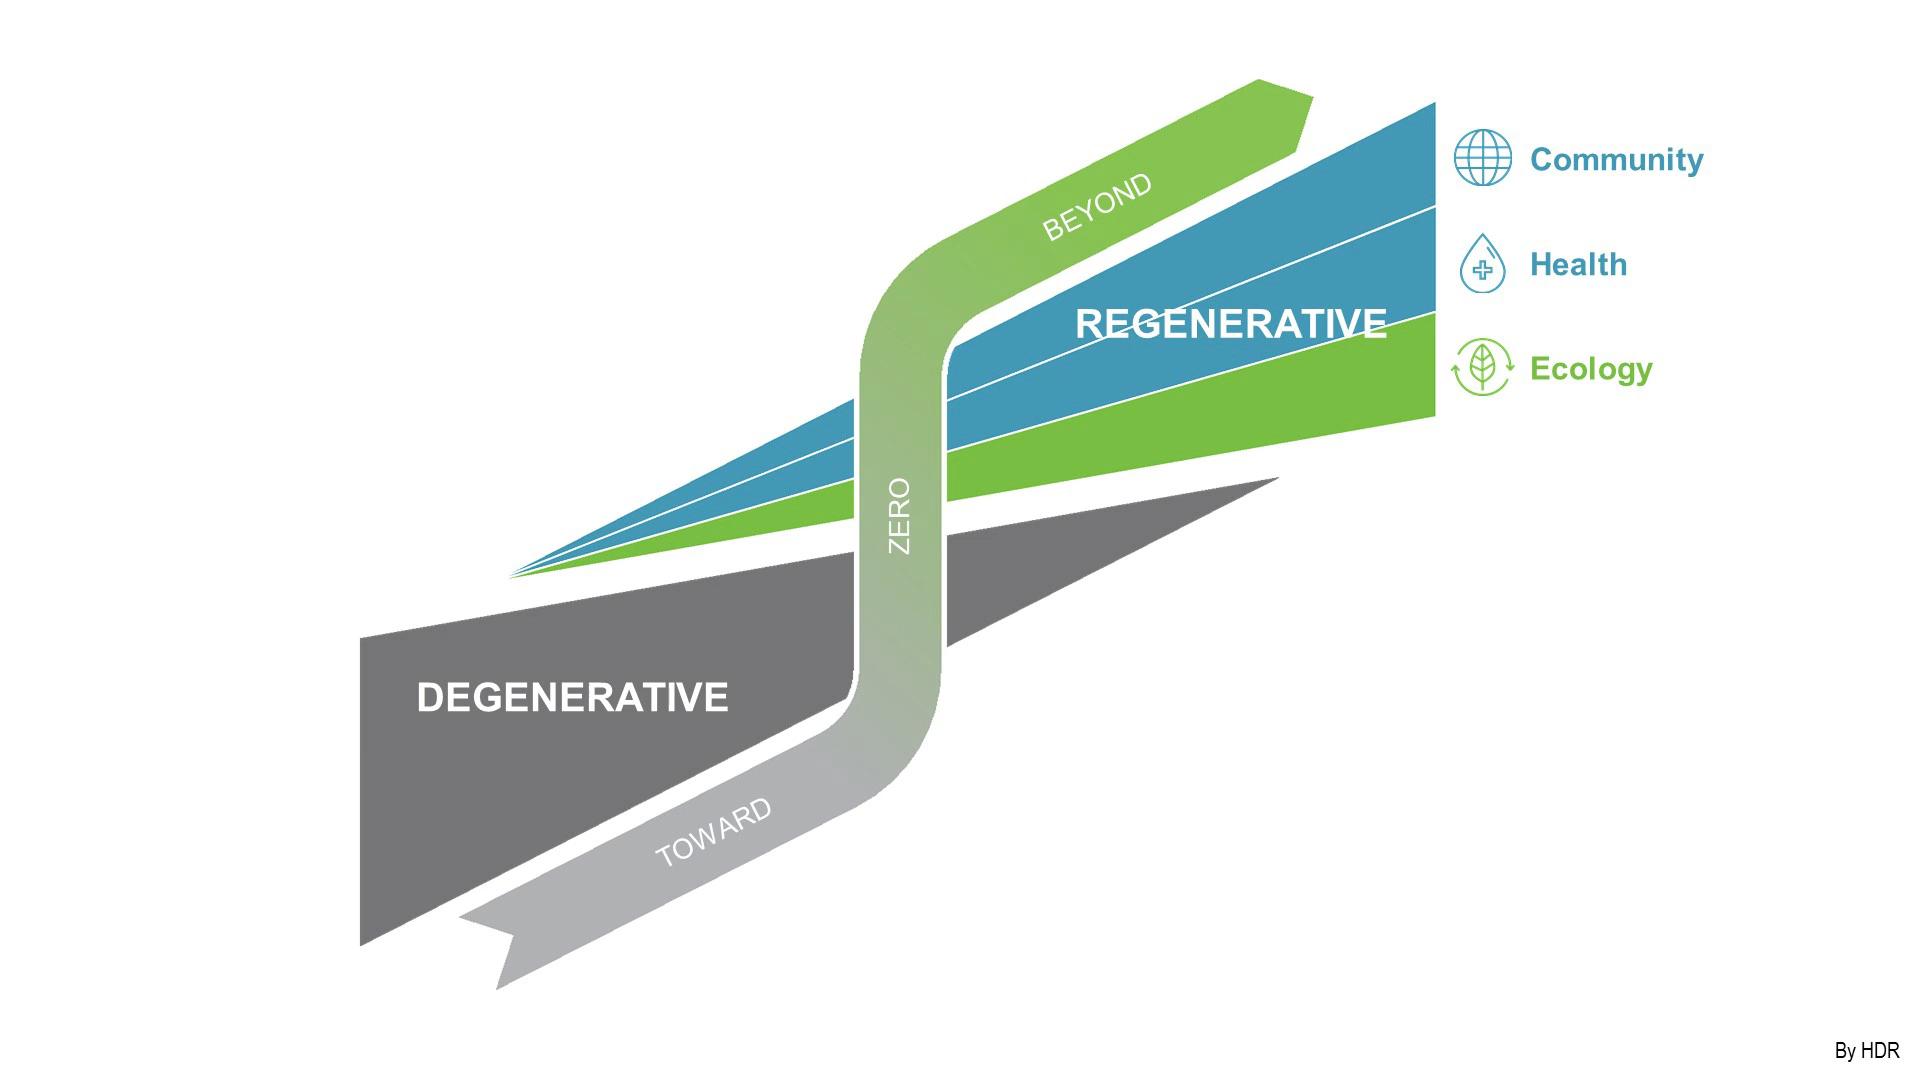 BEYOND
Community
Health
REGENERATIVE
Ecology
ZERO
DEGENERATIVE
TOWARD
By HDR